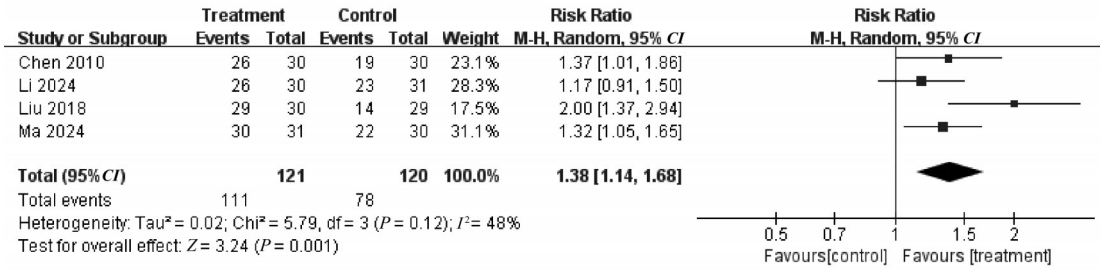 Treatment Control Risk Ratio Risk Ratio
Study or Subgroup Events Total Events Total Weight M-H, Random, 95% CI M-H, Random, 95% CI
Chen 2010 26 30 19 30 23.1% 1.37 [1.01, 1.86]
Li 2024 26 30 23 31 28.3% 1.17 [0.91, 1.50]
Liu 2018 29 30 14 29 17.5% 2.00 [1.37, 2.94]
Ma 2024 30 31 22 30 31.1% 1.32 [1.05, 1.65]
Total (95%CI) 121 120 100.0% 1.38 [1.14, 1.68]
Total events 111 78
Heterogeneity: Tau² = 0.02; Chi² = 5.79, df = 3 (P = 0.12); I² = 48%
Test for overall effect: Z = 3.24 (P = 0.001)
0.5 0.7 1 1.5 2
Favours[control] Favours [treatment]